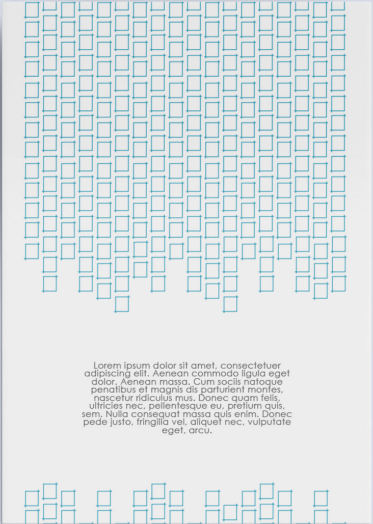 Lorem ipsum dolor sit amet, consectetuer
adipiscing elit. Aenean commodo ligula eget
dolor. Aenean massa. Cum sociis natoque
penatibus et magnis dis parturient montes,
nascetur ridiculus mus. Donec quam felis,
ultricies nec, pellentesque eu, pretium quis,
sem. Nulla consequat massa quis enim. Donec
pede justo, fringilla vel, aliquet nec, vulputate
eget, arcu.